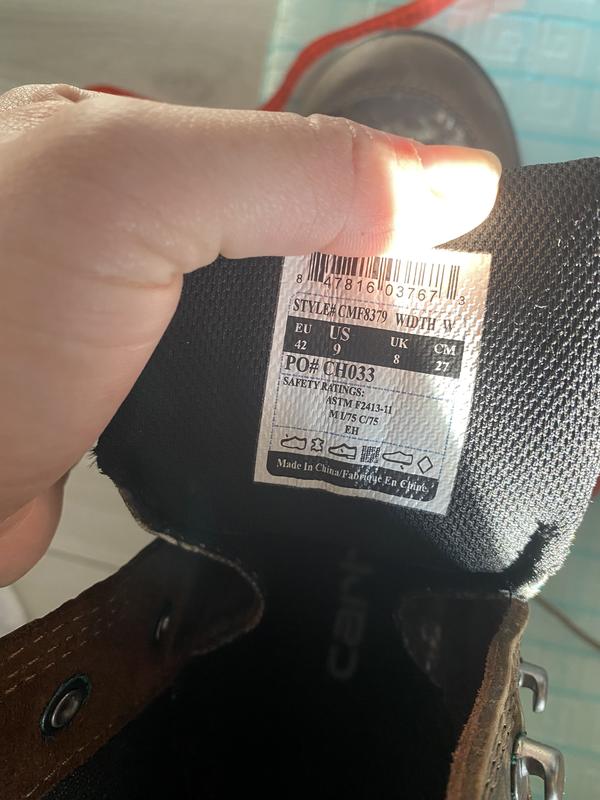 8 47816 03767 3
STYLE# CMF8379 WIDTH W
EU US UK CM
42 9 8 27
PO# CH033
SAFETY RATINGS:
ASTM F2413-11
M I/75 C/75
EH
Made In China/Fabriqué En Chine
carh